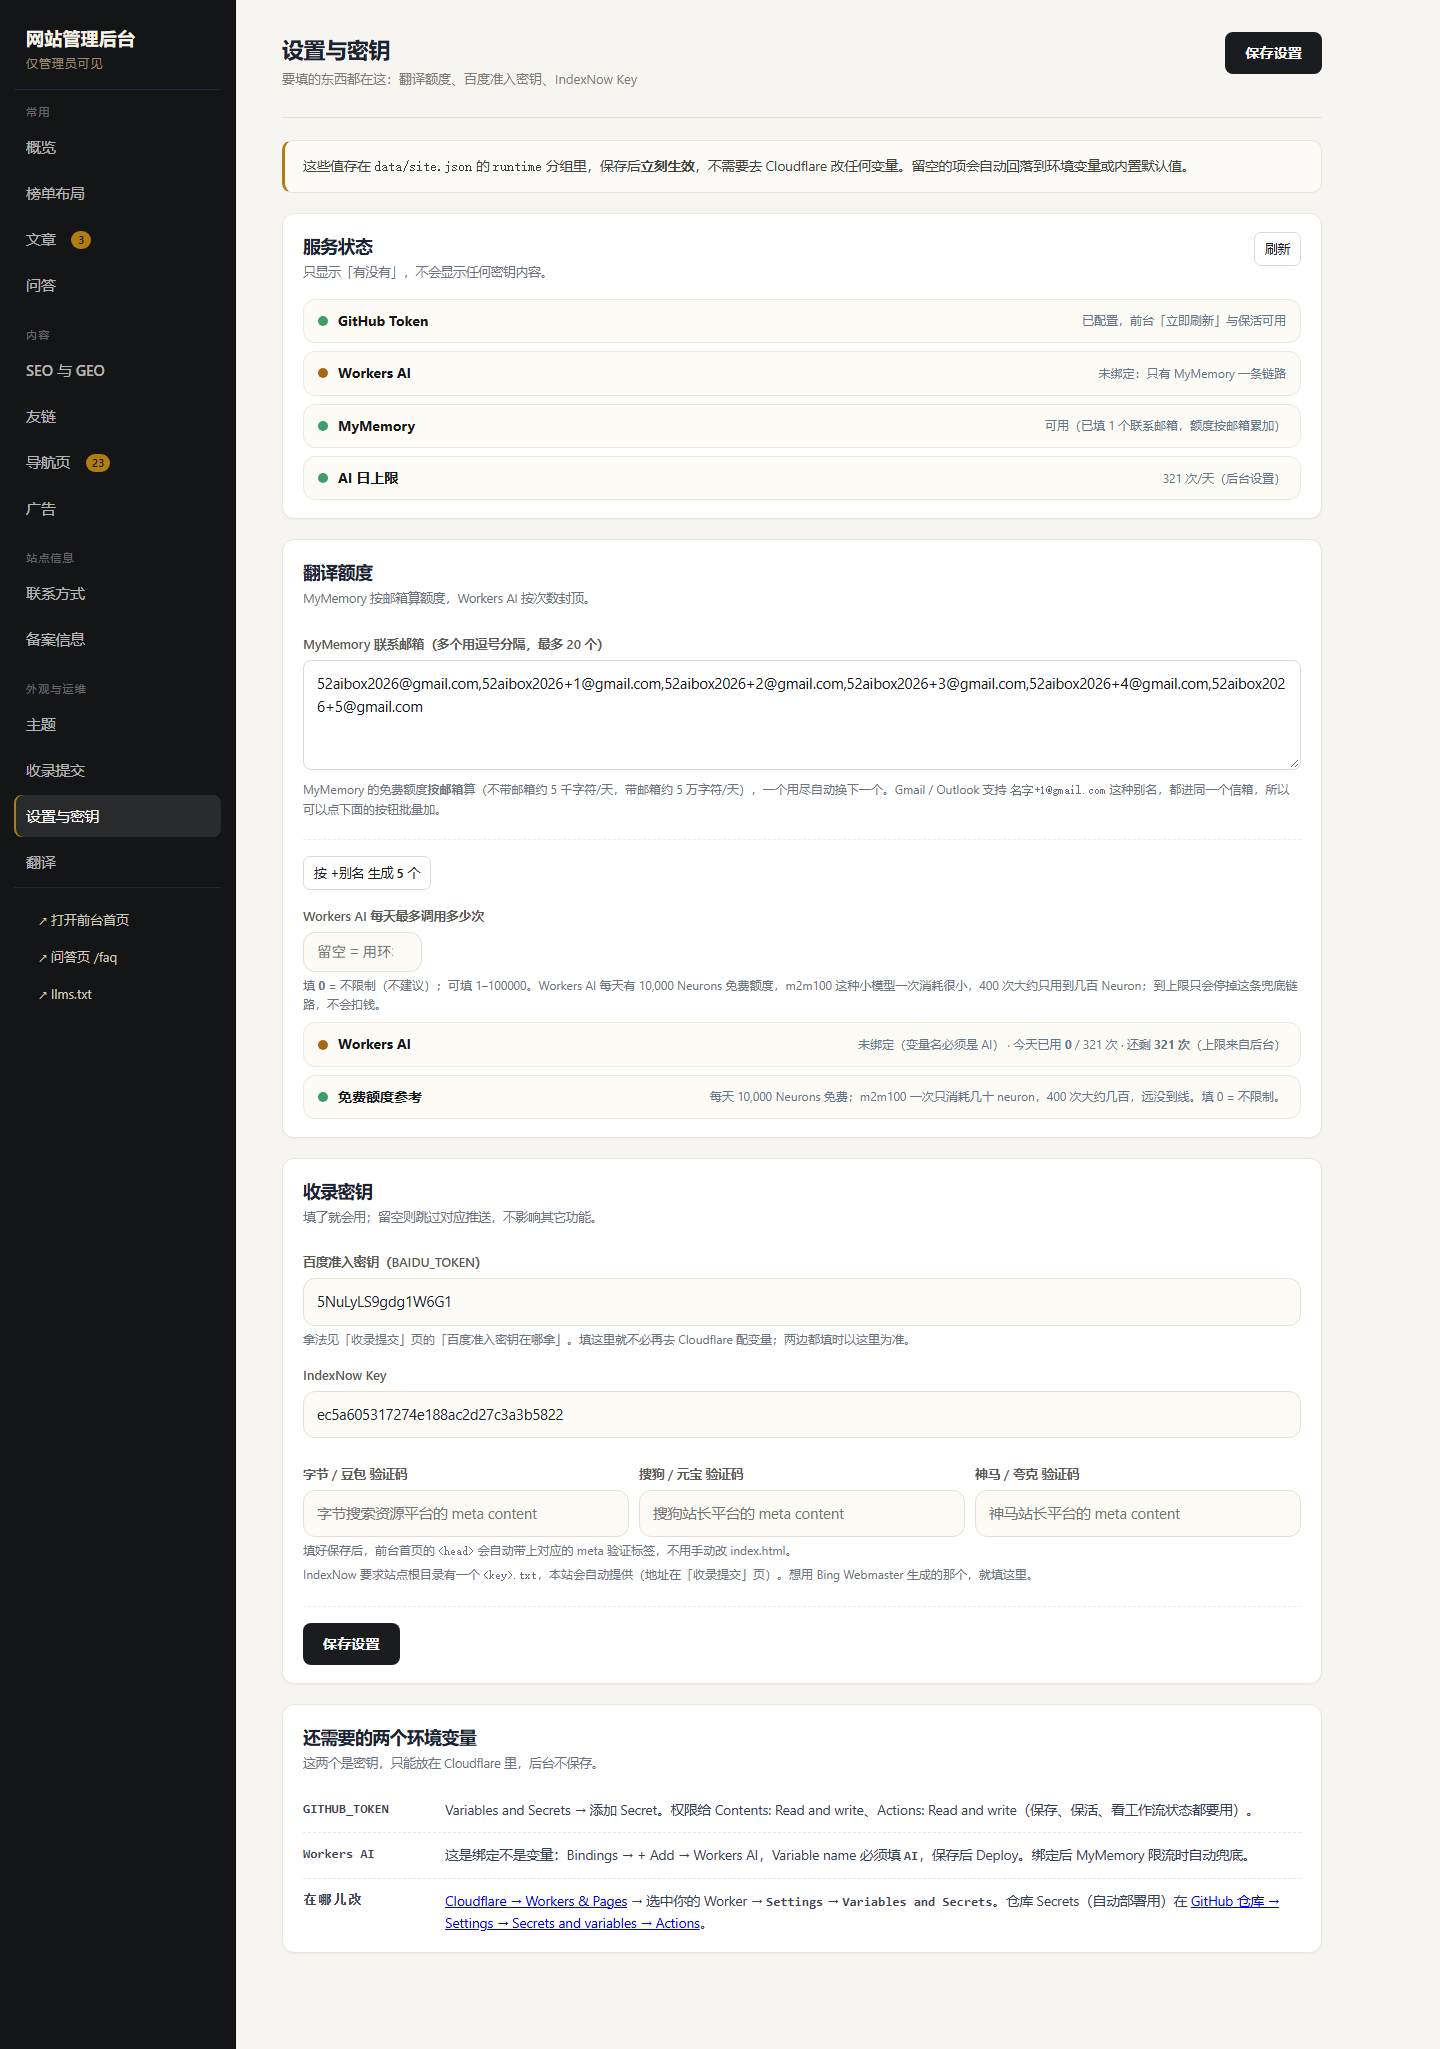 网站管理后台
仅管理员可见
常用
概览
榜单布局
文章 3
问答
内容
SEO 与 GEO
友链
导航页 23
广告
站点信息
联系方式
备案信息
外观与运维
主题
收录提交
设置与密钥
翻译
↗ 打开前台首页
↗ 问答页 /faq
↗ llms.txt
设置与密钥
要填的东西都在这：翻译额度、百度准入密钥、IndexNow Key
保存设置
这些值存在 data/site.json 的 runtime 分组里，保存后立刻生效，不需要去 Cloudflare 改任何变量。留空的项会自动回落到环境变量或内置默认值。
服务状态
只显示「有没有」，不会显示任何密钥内容。
刷新
GitHub Token 已配置，前台「立即刷新」与保活可用
Workers AI 未绑定：只有 MyMemory 一条链路
MyMemory 可用（已填 1 个联系邮箱，额度按邮箱累加）
AI 日上限 321 次/天（后台设置）
翻译额度
MyMemory 按邮箱算额度，Workers AI 按次数封顶。
MyMemory 联系邮箱（多个用逗号分隔，最多 20 个）
52aibox2026@gmail.com,52aibox2026+1@gmail.com,52aibox2026+2@gmail.com,52aibox2026+3@gmail.com,52aibox2026+4@gmail.com,52aibox202
6+5@gmail.com
MyMemory 的免费额度按邮箱算（不带邮箱约 5 千字符/天，带邮箱约 5 万字符/天），一个用尽自动换下一个。Gmail / Outlook 支持 名字+1@gmail.com 这种别名，都进同一个信箱，所以
可以点下面的按钮批量加。
按 +别名 生成 5 个
Workers AI 每天最多调用多少次
留空 = 用环
填 0 = 不限制（不建议）；可填 1–100000。Workers AI 每天有 10,000 Neurons 免费额度，m2m100 这种小模型一次消耗很小，400 次大约只用到几百 Neuron；到上限只会停掉这条兜底链
路，不会扣钱。
Workers AI 未绑定（变量名必须是 AI） · 今天已用 0 / 321 次 · 还剩 321 次（上限来自后台）
免费额度参考 每天 10,000 Neurons 免费；m2m100 一次只消耗几十 neuron，400 次大约几百，远没到线。填 0 = 不限制。
收录密钥
填了就会用；留空则跳过对应推送，不影响其它功能。
百度准入密钥（BAIDU_TOKEN）
5NuLyLS9gdg1W6G1
拿法见「收录提交」页的「百度准入密钥在哪拿」。填这里就不必再去 Cloudflare 配变量；两边都填时以这里为准。
IndexNow Key
ec5a605317274e188ac2d27c3a3b5822
字节 / 豆包 验证码 搜狗 / 元宝 验证码 神马 / 夸克 验证码
字节搜索资源平台的 meta content 搜狗站长平台的 meta content 神马站长平台的 meta content
填好保存后，前台首页的 <head> 会自动带上对应的 meta 验证标签，不用手动改 index.html。
IndexNow 要求站点根目录有一个 <key>.txt，本站会自动提供（地址在「收录提交」页）。想用 Bing Webmaster 生成的那个，就填这里。
保存设置
还需要的两个环境变量
这两个是密钥，只能放在 Cloudflare 里，后台不保存。
GITHUB_TOKEN Variables and Secrets → 添加 Secret。权限给 Contents: Read and write、Actions: Read and write（保存、保活、看工作流状态都要用）。
Workers AI 这是绑定不是变量：Bindings → + Add → Workers AI，Variable name 必须填 AI，保存后 Deploy。绑定后 MyMemory 限流时自动兜底。
在哪儿改 Cloudflare → Workers & Pages → 选中你的 Worker → Settings → Variables and Secrets。仓库 Secrets（自动部署用）在 GitHub 仓库 →
Settings → Secrets and variables → Actions。